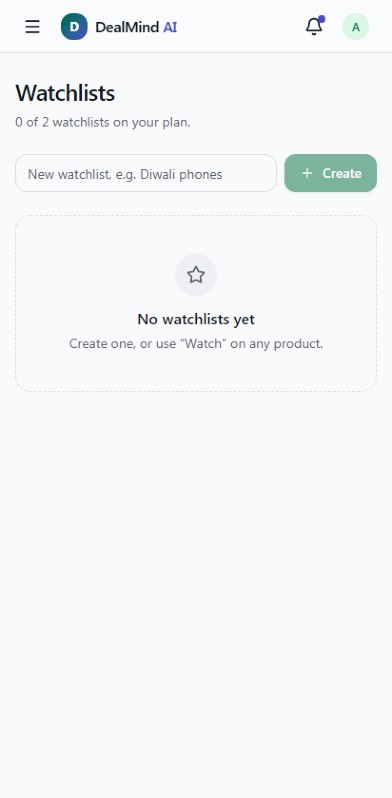 D DealMind AI A
Watchlists
0 of 2 watchlists on your plan.
New watchlist, e.g. Diwali phones
+ Create
No watchlists yet
Create one, or use “Watch” on any product.